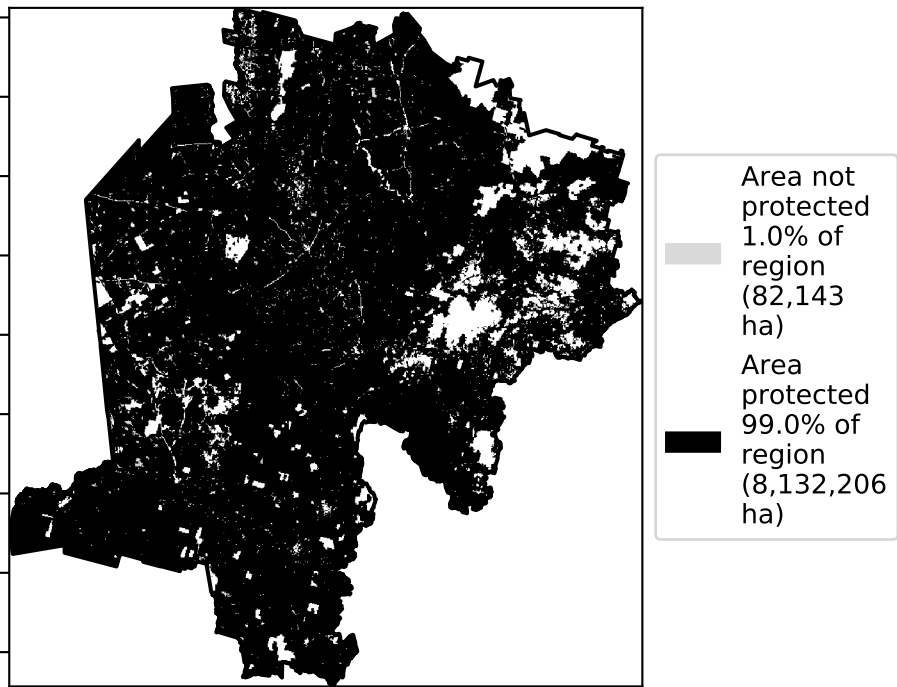 Area not
protected
1.0% of
region
(82,143
ha)
Area
protected
99.0% of
region
(8,132,206
ha)